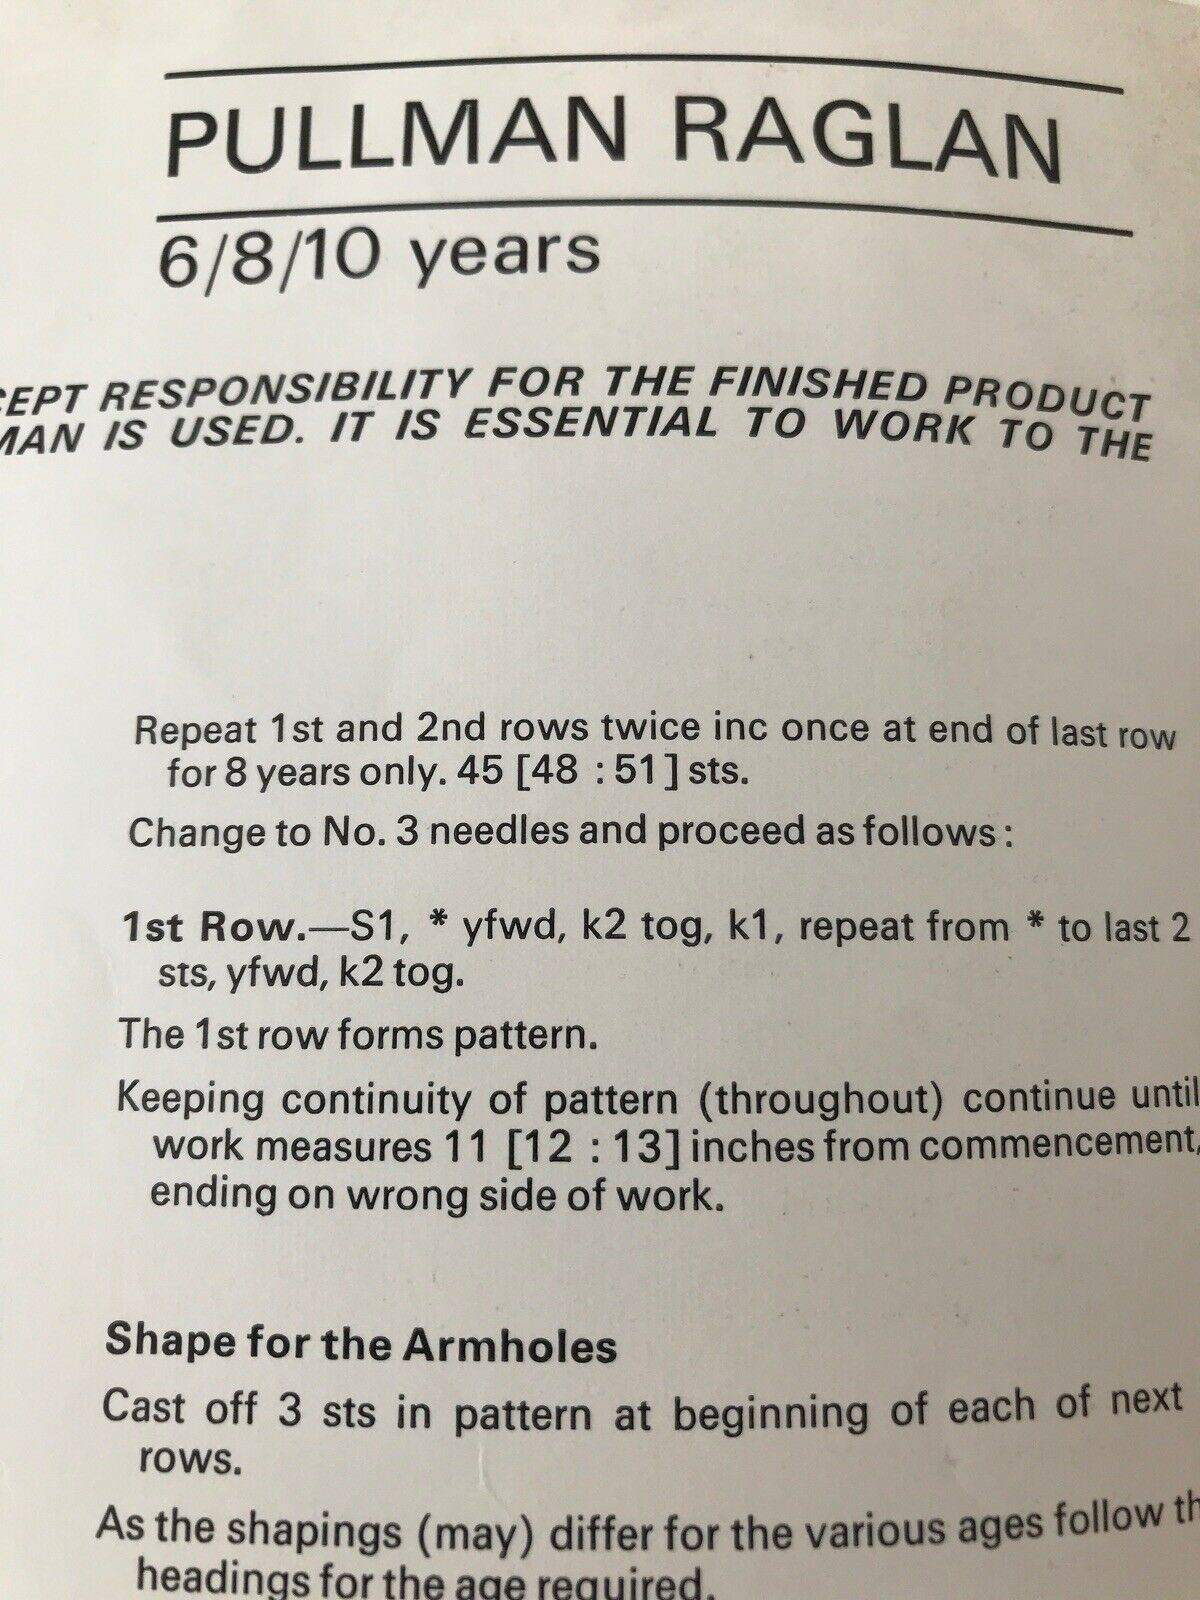 PULLMAN RAGLAN
6/8/10 years
RESPONSIBILITY FOR THE FINISHED PRODUCT
IS USED. IT IS ESSENTIAL TO WORK TO THE
Repeat 1st and 2nd rows twice inc once at end of last row
for 8 years only. 45 [48 : 51] sts.
Change to No. 3 needles and proceed as follows:
1st Row.—S1, * yfwd, k2 tog, k1, repeat from * to last 2
sts, yfwd, k2 tog.
The 1st row forms pattern.
Keeping continuity of pattern (throughout) continue until
work measures 11 [12 : 13] inches from commencement,
ending on wrong side of work.
Shape for the Armholes
Cast off 3 sts in pattern at beginning of each of next
rows.
As the shapings (may) differ for the various ages follow
headings for the age required.